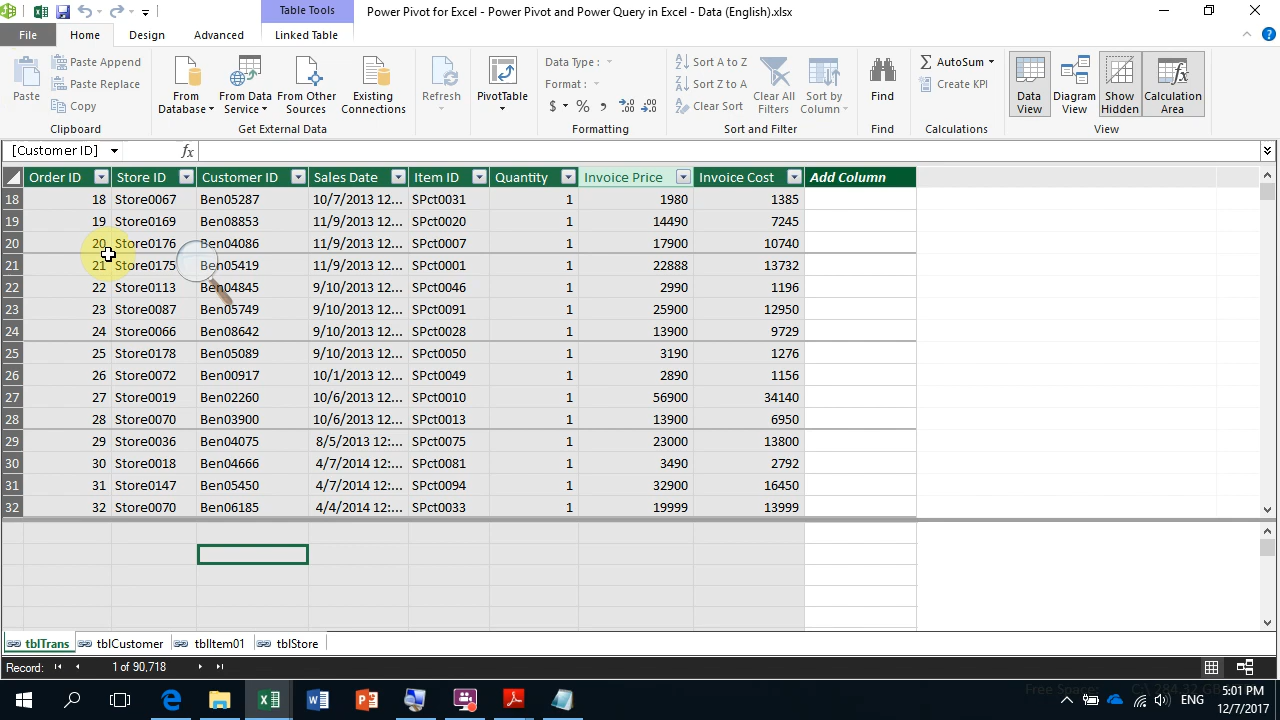 Table Tools
Power Pivot for Excel - Power Pivot and Power Query in Excel - Data (English).xlsx
File Home Design Advanced Linked Table
Paste
Paste Append
Paste Replace
Copy
Clipboard
From Database
From Data Service
From Other Sources
Existing Connections
Get External Data
Refresh
PivotTable
Data Type :
Format :
$ % ,
Formatting
Sort A to Z
Sort Z to A
Clear Sort
Clear All Filters
Sort by Column
Sort and Filter
Find
Find
AutoSum
Create KPI
Calculations
Data View
Diagram View
Show Hidden
Calculation Area
View
[Customer ID] fx
Order ID Store ID Customer ID Sales Date Item ID Quantity Invoice Price Invoice Cost Add Column
18 18 Store0067 Ben05287 10/7/2013 12... SPct0031 1 1980 1385
19 19 Store0169 Ben08853 11/9/2013 12... SPct0020 1 14490 7245
20 20 Store0176 Ben04086 11/9/2013 12... SPct0007 1 17900 10740
21 21 Store0175 Ben05419 11/9/2013 12... SPct0001 1 22888 13732
22 22 Store0113 Ben04845 9/10/2013 12... SPct0046 1 2990 1196
23 23 Store0087 Ben05749 9/10/2013 12... SPct0091 1 25900 12950
24 24 Store0066 Ben08642 9/10/2013 12... SPct0028 1 13900 9729
25 25 Store0178 Ben05089 9/10/2013 12... SPct0050 1 3190 1276
26 26 Store0072 Ben00917 10/1/2013 12... SPct0049 1 2890 1156
27 27 Store0019 Ben02260 10/6/2013 12... SPct0010 1 56900 34140
28 28 Store0070 Ben03900 10/6/2013 12... SPct0013 1 13900 6950
29 29 Store0036 Ben04075 8/5/2013 12:... SPct0075 1 23000 13800
30 30 Store0018 Ben04666 4/7/2014 12:... SPct0081 1 3490 2792
31 31 Store0147 Ben05450 4/7/2014 12:... SPct0094 1 32900 16450
32 32 Store0070 Ben06185 4/4/2014 12:... SPct0033 1 19999 13999
tblTrans tblCustomer tblItem01 tblStore
Record: 1 of 90,718
Free Space: C:\ 284.32 GB
ENG
5:01 PM
12/7/2017